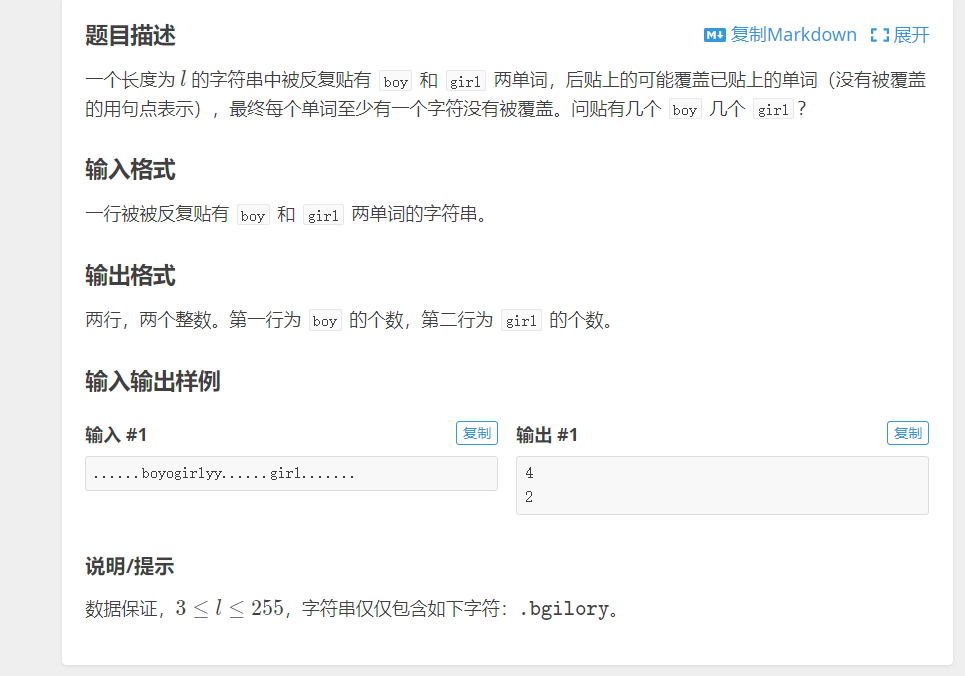 题目描述
复制Markdown 展开
一个长度为 l 的字符串中被反复贴有 boy 和 girl 两单词，后贴上的可能覆盖已贴上的单词（没有被覆盖
的用句点表示），最终每个单词至少有一个字符没有被覆盖。问贴有几个 boy 几个 girl？
输入格式
一行被被反复贴有 boy 和 girl 两单词的字符串。
输出格式
两行，两个整数。第一行为 boy 的个数，第二行为 girl 的个数。
输入输出样例
输入 #1
复制
......boyogirlyy......girl.......
输出 #1
复制
4
2
说明/提示
数据保证，3 ≤ l ≤ 255，字符串仅仅包含如下字符：.bgilory。